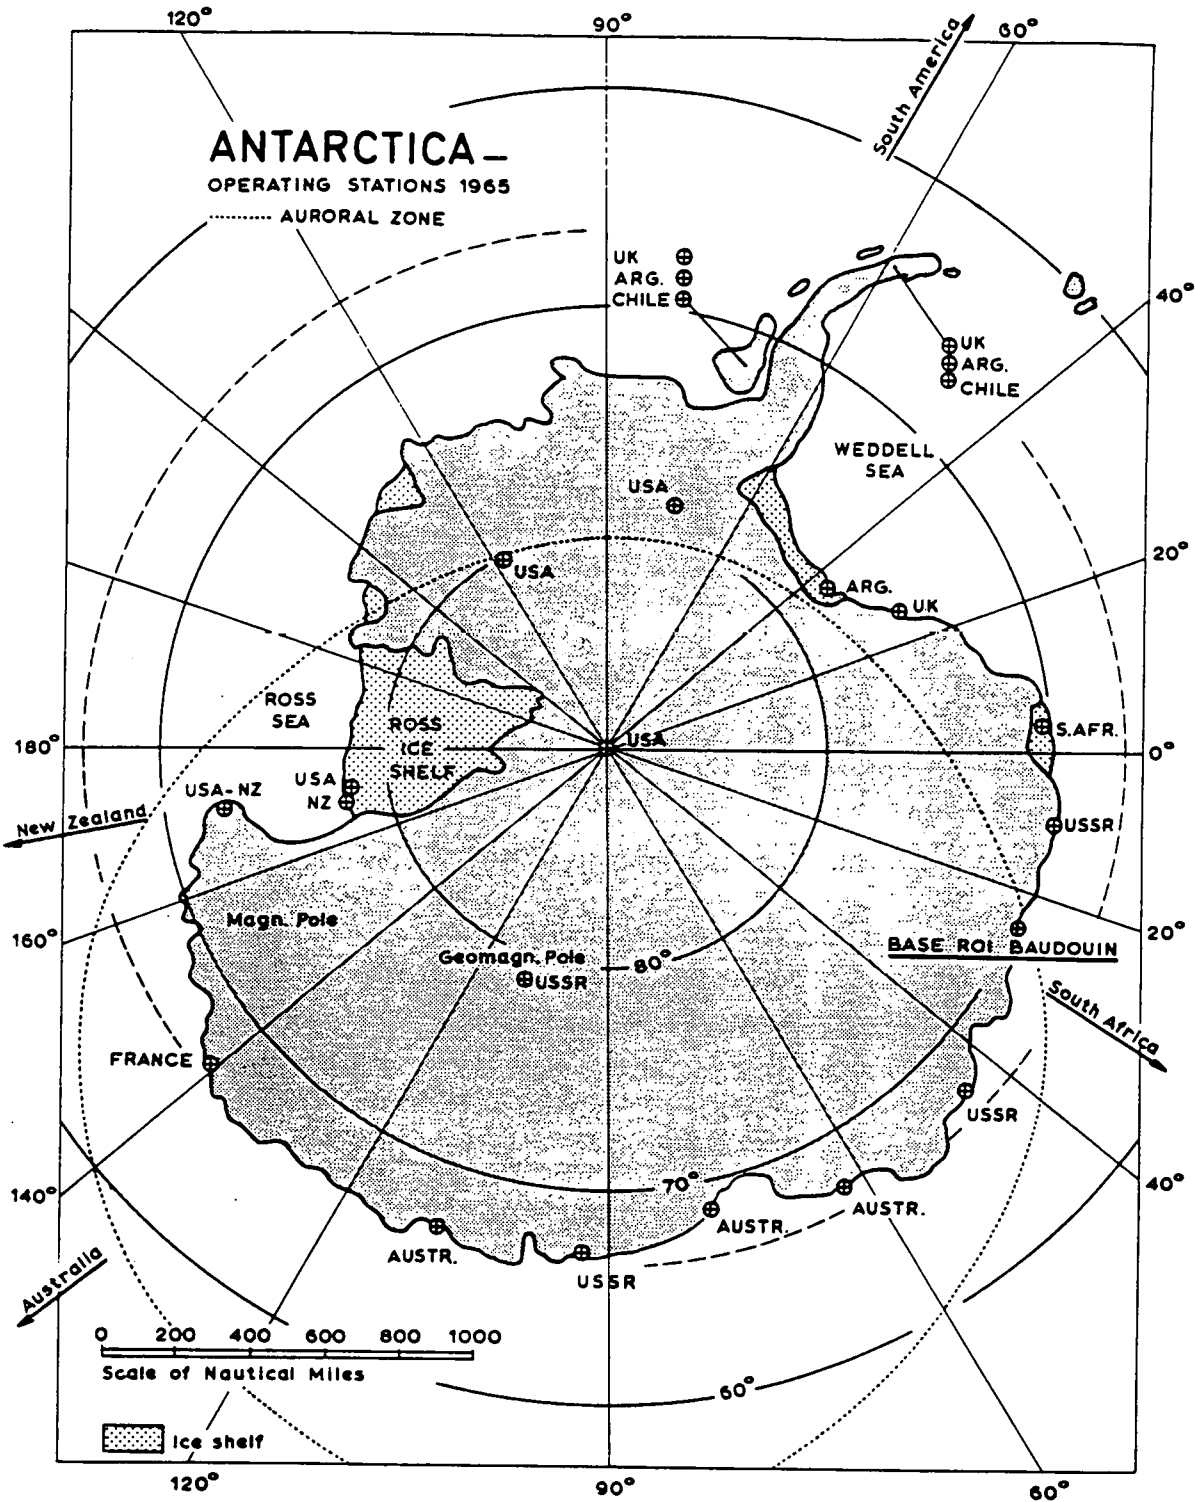 120°
90°
60°
South America
ANTARCTICA–
OPERATING STATIONS 1965
AURORAL ZONE
UK
ARG.
CHILE
40°
UK
ARG.
CHILE
WEDDELL
SEA
USA
USA
20°
ARG.
UK
ROSS
SEA
ROSS
ICE
SHELF
S.AFR.
180°
USA
0°
USA
NZ
USA-NZ
New Zealand
USSR
Magn. Pole
160°
20°
BASE ROI BAUDOUIN
Geomagn. Pole
80°
USSR
South Africa
FRANCE
USSR
140°
70°
40°
AUSTR.
AUSTR.
AUSTR.
Australia
USSR
0 200 400 600 800 1000
Scale of Nautical Miles
60°
Ice shelf
120°
90°
60°